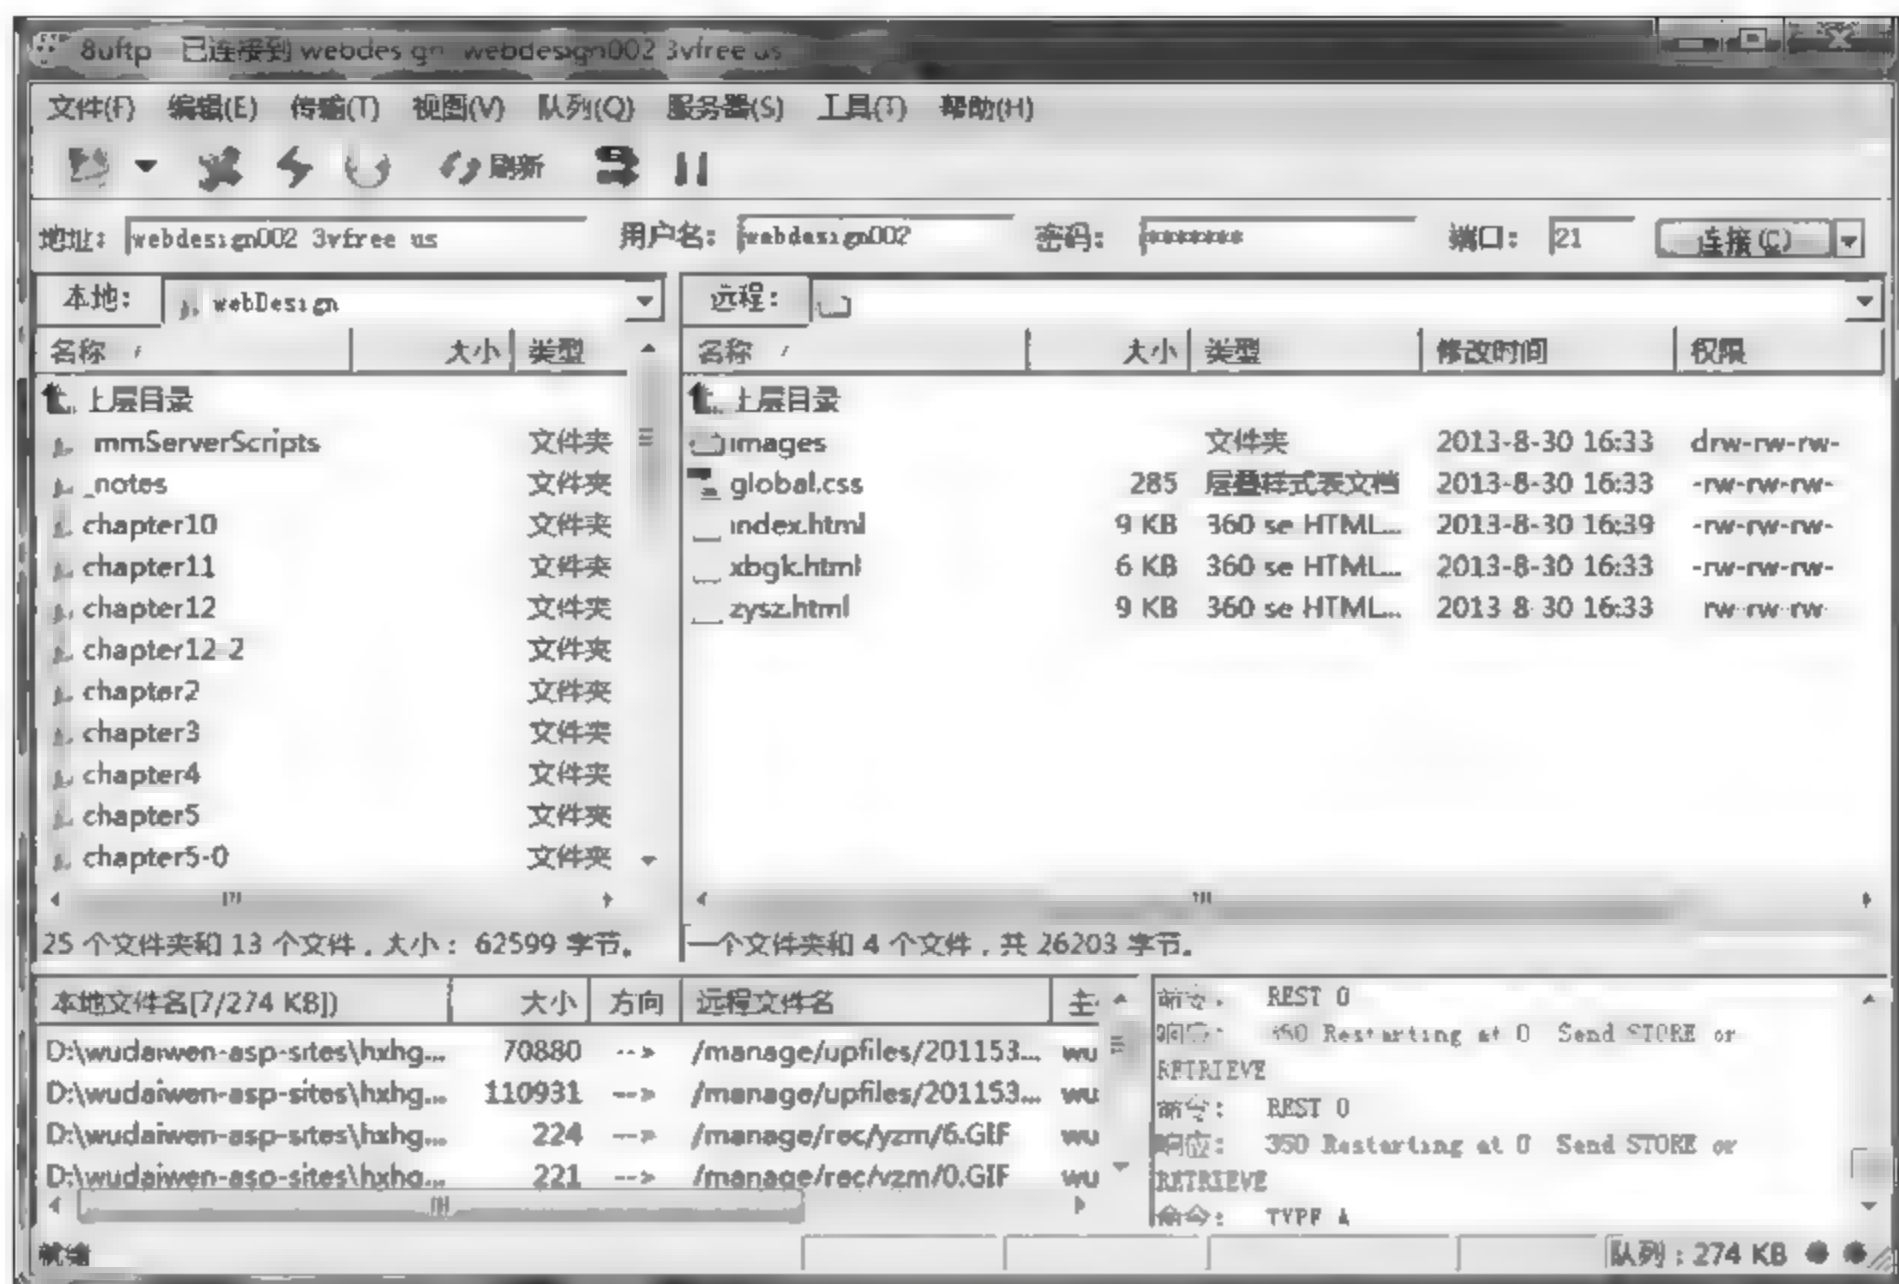 8uftp 已连接到 webdesign webdesign002 3vfree us
文件(F) 编辑(E) 传输(T) 视图(V) 队列(Q) 服务器(S) 工具(T) 帮助(H)
刷新
地址: webdesign002 3vfree us 用户名: webdesign002 密码: ******** 端口: 21 连接(C)
本地: webDesign
名称 / 大小 类型
上层目录
mmServerScripts 文件夹
_notes 文件夹
chapter10 文件夹
chapter11 文件夹
chapter12 文件夹
chapter12-2 文件夹
chapter2 文件夹
chapter3 文件夹
chapter4 文件夹
chapter5 文件夹
chapter5-0 文件夹
25 个文件夹和 13 个文件,大小: 62599 字节。
远程:
名称 / 大小 类型 修改时间 权限
上层目录
images 文件夹 2013-8-30 16:33 drw-rw-rw-
global.css 285 层叠样式表文档 2013-8-30 16:33 -rw-rw-rw-
index.html 9 KB 360 se HTML... 2013-8-30 16:39 -rw-rw-rw-
xbgk.html 6 KB 360 se HTML... 2013-8-30 16:33 -rw-rw-rw-
zysz.html 9 KB 360 se HTML... 2013-8-30 16:33 rw-rw-rw-
一个文件夹和 4 个文件,共 26203 字节。
本地文件名[7/274 KB]) 大小 方向 远程文件名
D:\wudaiwen-asp-sites\hxhg... 70880 --> /manage/upfiles/201153... wu
D:\wudaiwen-asp-sites\hxhg... 110931 --> /manage/upfiles/201153... wu
D:\wudaiwen-asp-sites\hxhg... 224 --> /manage/rec/yzm/6.GIF wu
D:\wudaiwen-asp-sites\hxhg... 221 --> /manage/rec/yzm/0.GIF wu
命令: REST 0
响应: 350 Restarting at 0 Send STORE or
RETRIEVE
命令: REST 0
响应: 350 Restarting at 0 Send STORE or
RETRIEVE
命令: TYPE A
就绪 队列:274 KB